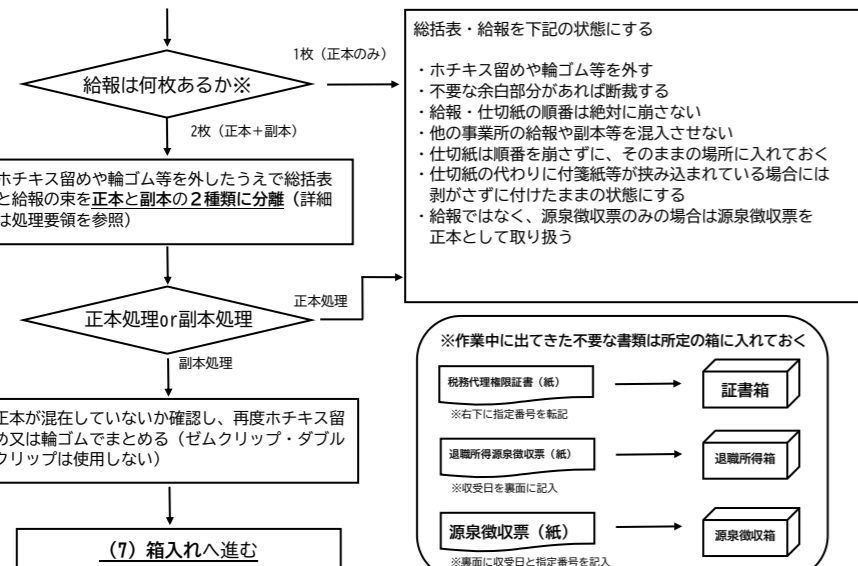 1枚（正本のみ）
給報は何枚あるか※
2枚（正本＋副本）
ホチキス留めや輪ゴム等を外したうえで総括表
と給報の束を正本と副本の２種類に分離（詳細
は処理要領を参照）
正本処理
正本処理or副本処理
副本処理
正本が混在していないか確認し、再度ホチキス留
め又は輪ゴムでまとめる（ゼムクリップ・ダブル
クリップは使用しない）
（7）箱入れへ進む
総括表・給報を下記の状態にする
・ホチキス留めや輪ゴム等を外す
・不要な余白部分があれば断裁する
・給報・仕切紙の順番は絶対に崩さない
・他の事業所の給報や副本等を混入させない
・仕切紙は順番を崩さずに、そのままの場所に入れておく
・仕切紙の代わりに付箋紙等が挟み込まれている場合には
剥がさずに付けたままの状態にする
・給報ではなく、源泉徴収票のみの場合は源泉徴収票を
正本として取り扱う
※作業中に出てきた不要な書類は所定の箱に入れておく
税務代理権限証書（紙）
証書箱
※右下に指定番号を転記
退職所得源泉徴収票（紙）
退職所得箱
※収受日を裏面に記入
源泉徴収票（紙）
源泉徴収箱
※裏面に収受日と指定番号を記入